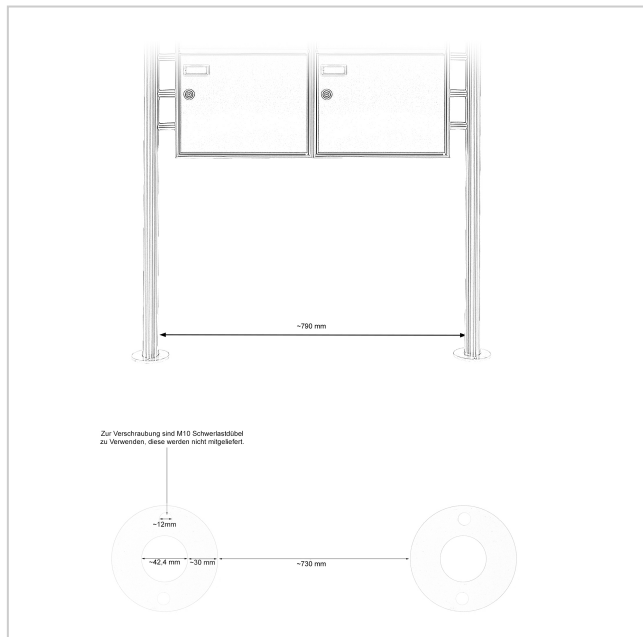 ~790 mm
Zur Verschraubung sind M10 Schwerlastdübel
zu Verwenden, diese werden nicht mitgeliefert.
~12mm
~42,4 mm
~30 mm
~730 mm